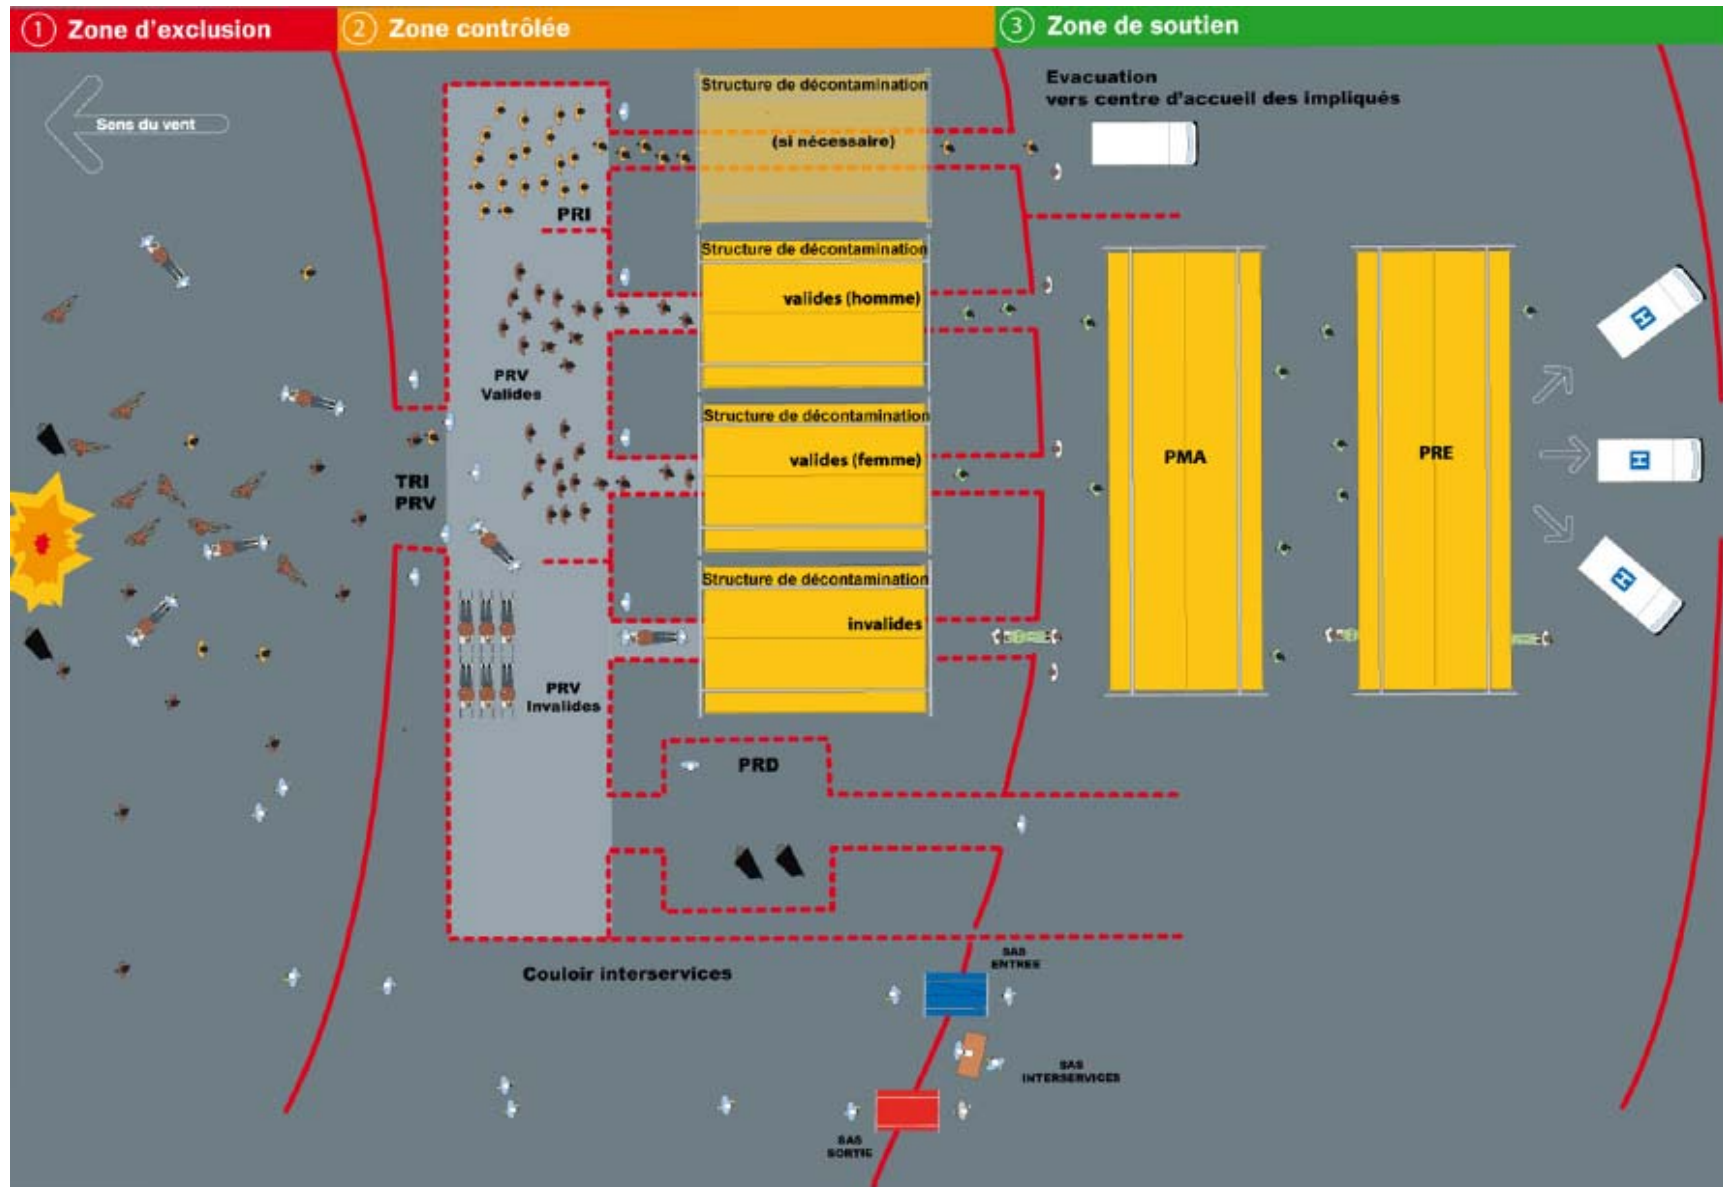 1 Zone d'exclusion
2 Zone contrôlée
3 Zone de soutien
Sens du vent
Structure de décontamination
(si nécessaire)
Evacuation
vers centre d'accueil des impliqués
PRI
Structure de décontamination
valides (homme)
PRV
Valides
Structure de décontamination
valides (femme)
PMA
PRE
H
H
H
TRI
PRV
Structure de décontamination
invalides
PRV
Invalides
PRD
Couloir interservices
SAS
ENTREE
SAS
INTERSERVICES
SAS
SORTIE